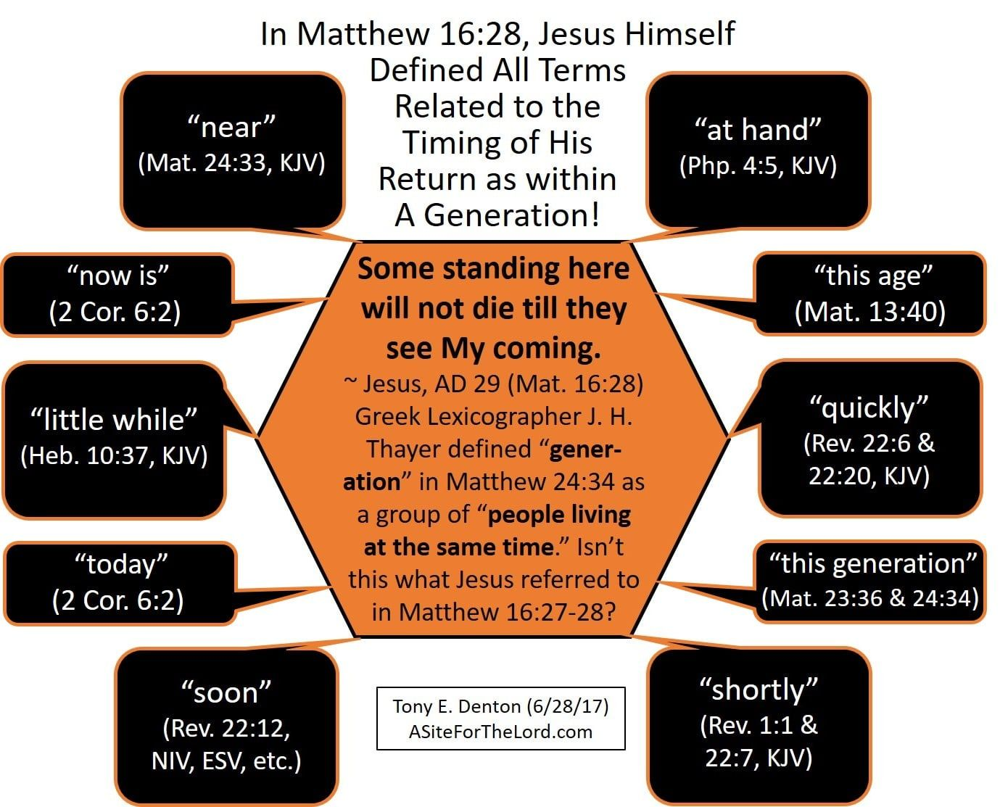 In Matthew 16:28, Jesus Himself
Defined All Terms
Related to the
Timing of His
Return as within
A Generation!
“near”
(Mat. 24:33, KJV)
“at hand”
(Php. 4:5, KJV)
“now is”
(2 Cor. 6:2)
“this age”
(Mat. 13:40)
“little while”
(Heb. 10:37, KJV)
“quickly”
(Rev. 22:6 &
22:20, KJV)
“today”
(2 Cor. 6:2)
“this generation”
(Mat. 23:36 & 24:34)
“soon”
(Rev. 22:12,
NIV, ESV, etc.)
“shortly”
(Rev. 1:1 &
22:7, KJV)
Some standing here
will not die till they
see My coming.
~ Jesus, AD 29 (Mat. 16:28)
Greek Lexicographer J. H.
Thayer defined “gener-
ation” in Matthew 24:34 as
a group of “people living
at the same time.” Isn’t
this what Jesus referred to
in Matthew 16:27-28?
Tony E. Denton (6/28/17)
ASiteForTheLord.com